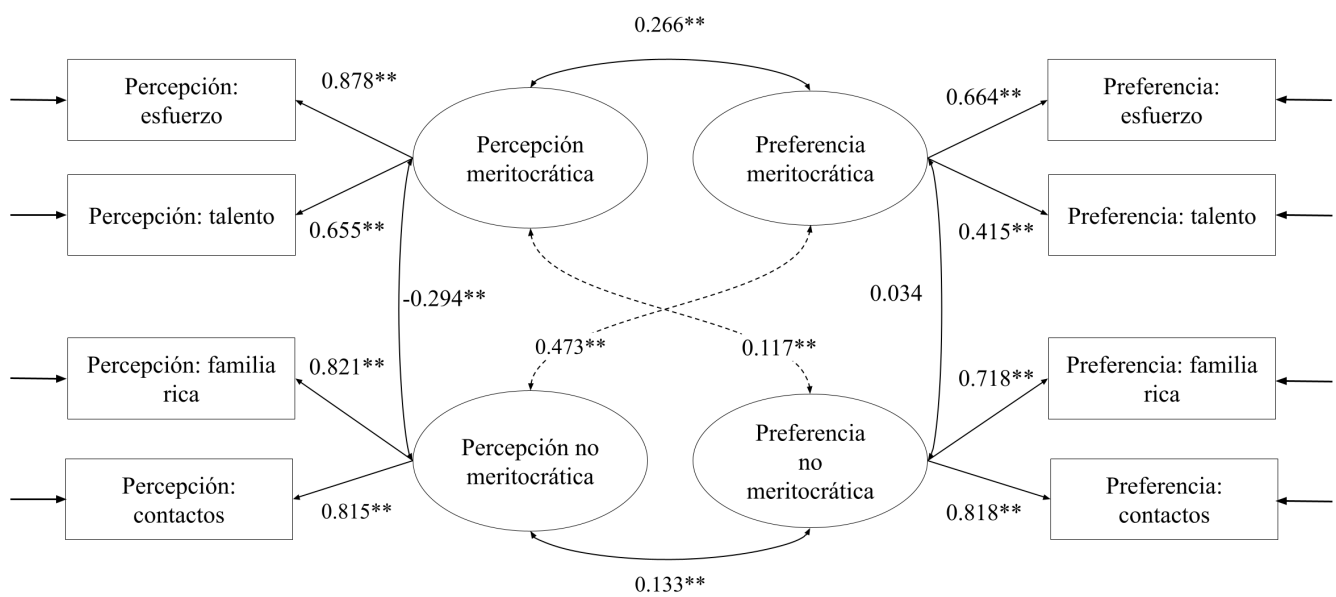 0.266**
Percepción:
esfuerzo
0.878**
Percepción
meritocrática
Preferencia
meritocrática
0.664**
Preferencia:
esfuerzo
Percepción: talento
0.655**
0.415**
Preferencia: talento
-0.294**
0.034
0.473**
0.117**
Percepción: familia
rica
0.821**
0.718**
Preferencia: familia
rica
Percepción no
meritocrática
Preferencia
no
meritocrática
Percepción:
contactos
0.815**
0.818**
Preferencia:
contactos
0.133**